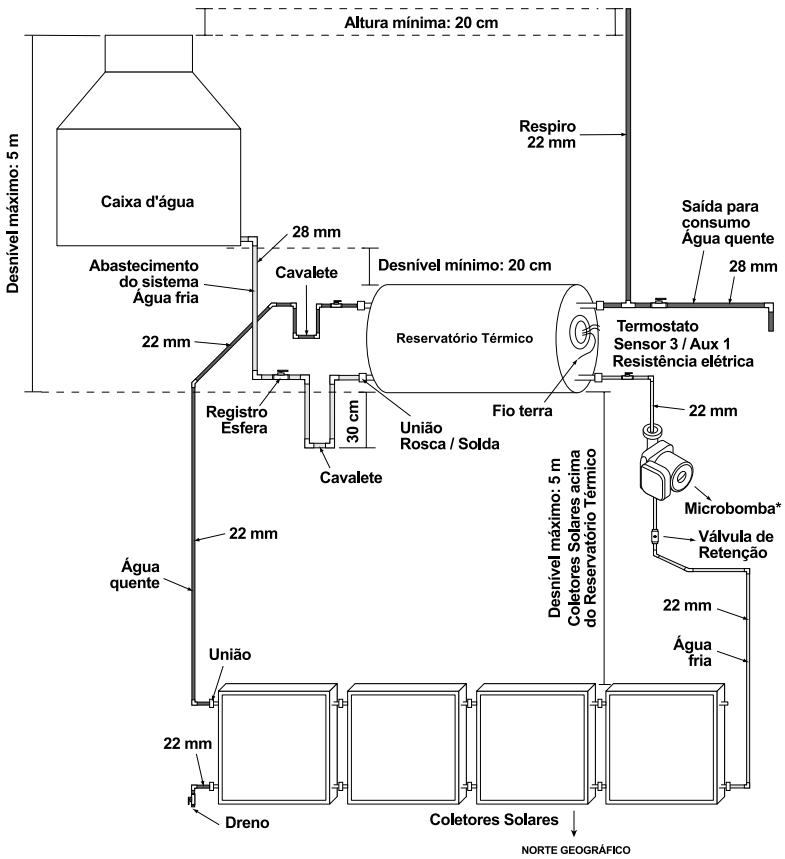 Altura mínima: 20 cm
Desnível máximo: 5 m
Respiro
22 mm
Caixa d'água
Saída para
consumo
Água quente
28 mm
28 mm
Abastecimento
do sistema
Água fria
Cavalete
Desnível mínimo: 20 cm
22 mm
Reservatório Térmico
Termostato
Sensor 3 / Aux 1
Resistência elétrica
Registro
Esfera
30 cm
União
Rosca / Solda
Fio terra
22 mm
Cavalete
Desnível máximo: 5 m
Coletores Solares acima
do Reservatório Térmico
Microbomba*
22 mm
Válvula de
Retenção
Água
quente
22 mm
Água
fria
União
22 mm
Dreno
Coletores Solares
NORTE GEOGRÁFICO